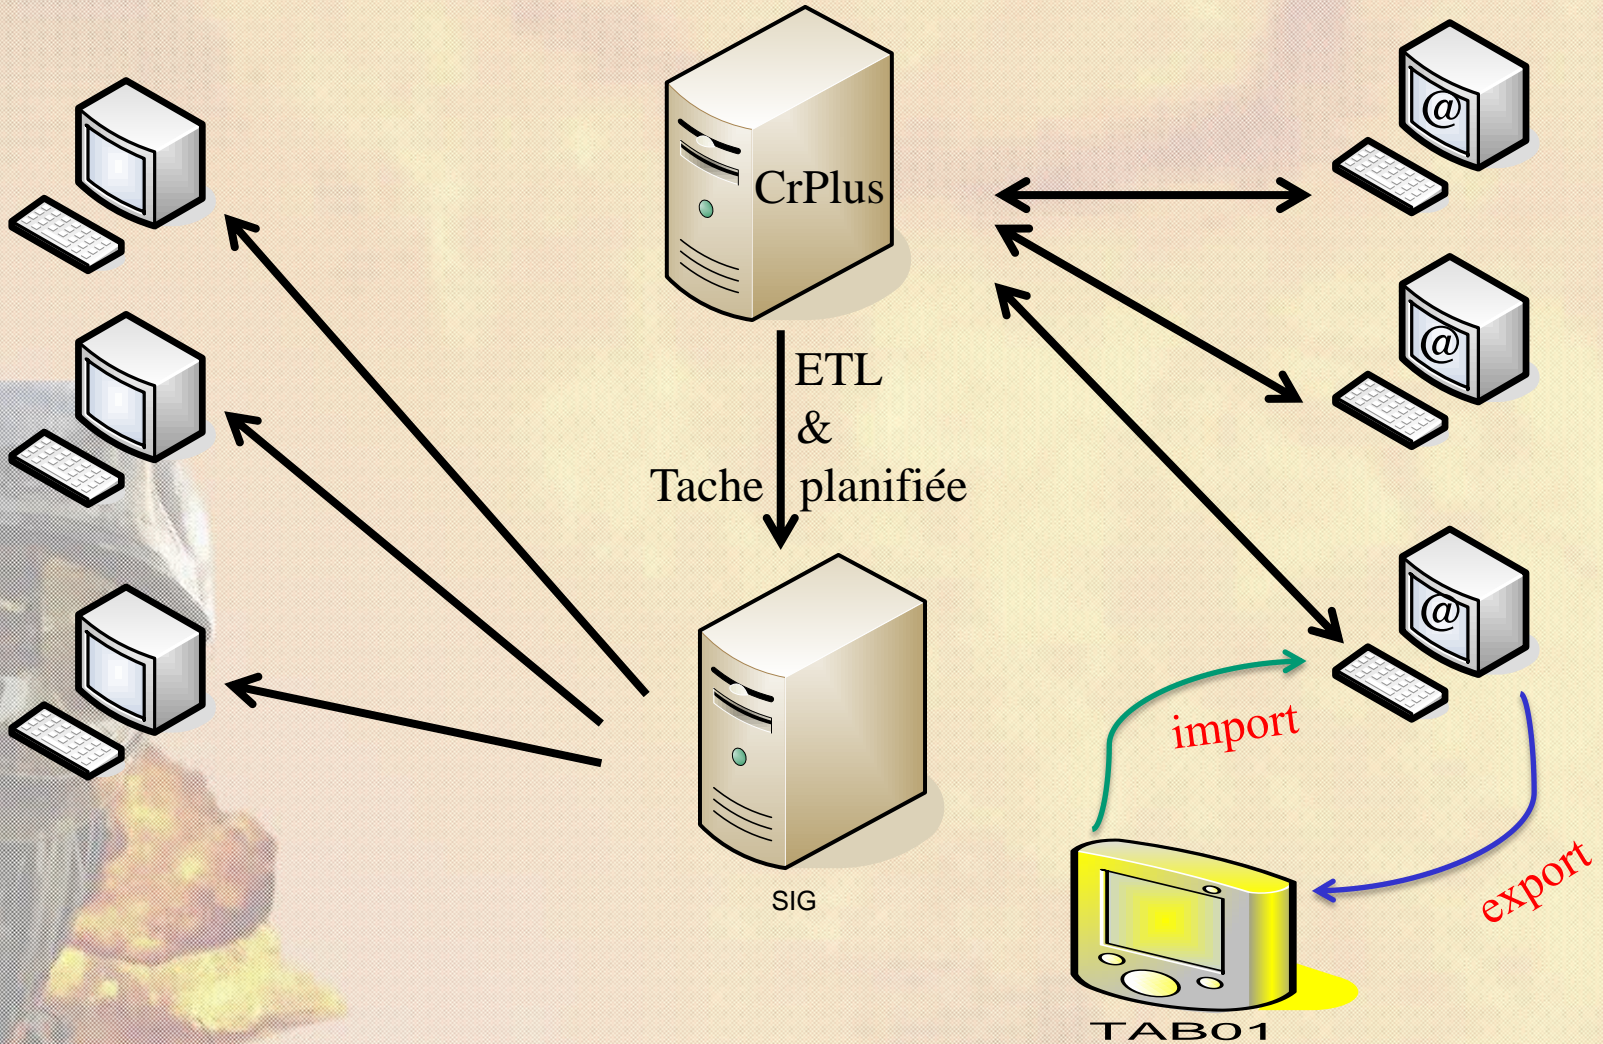 @
CrPlus
@
ETL
&
Tache planifiée
@
import
export
SIG
TAB01